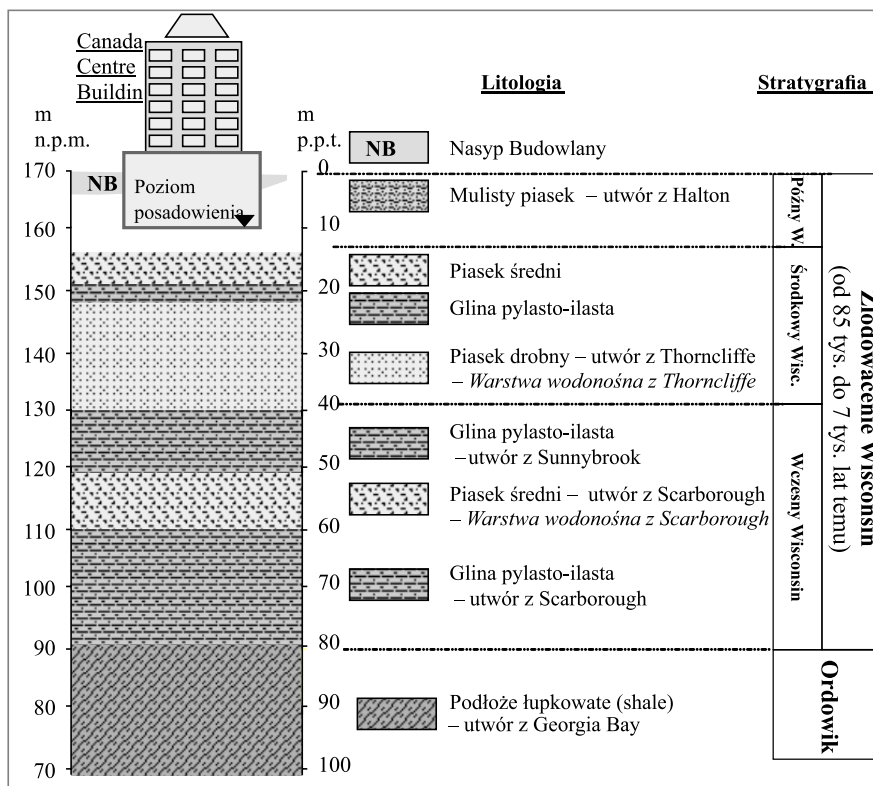 Canada
Centre
Buildin
m
n.p.m.
m
p.p.t.
170
160
150
140
130
120
110
100
90
80
70
NB
Poziom
posadowienia
NB
0
10
20
30
40
50
60
70
80
90
100
Litologia
NB
Nasyp Budowlany
Mulisty piasek – utwór z Halton
Piasek średni
Glina pylasto-ilasta
Piasek drobny – utwór z Thorncliffe
– Warstwa wodonośna z Thorncliffe
Glina pylasto-ilasta
– utwór z Sunnybrook
Piasek średni – utwór z Scarborough
– Warstwa wodonośna z Scarborough
Glina pylasto-ilasta
– utwór z Scarborough
Podłoże łupkowate (shale)
– utwór z Georgia Bay
Stratygrafia
Późny W.
Środkowy Wisc.
Wczesny Wisconsin
Zlodowacenie Wisconsin
(od 85 tys. do 7 tys. lat temu)
Ordowik